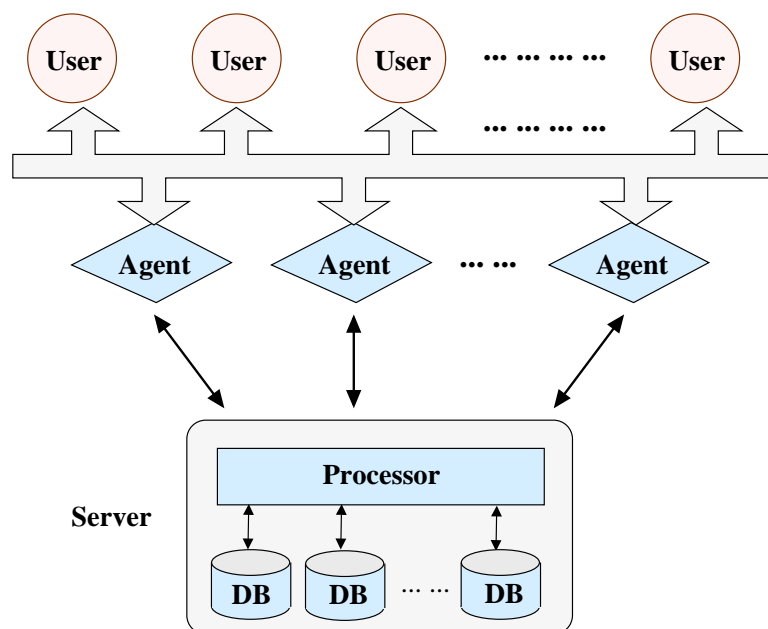 User User User ... ... ... ... User
... ... ... ...
Agent Agent ... ... Agent
Processor
Server
DB DB ... ... DB